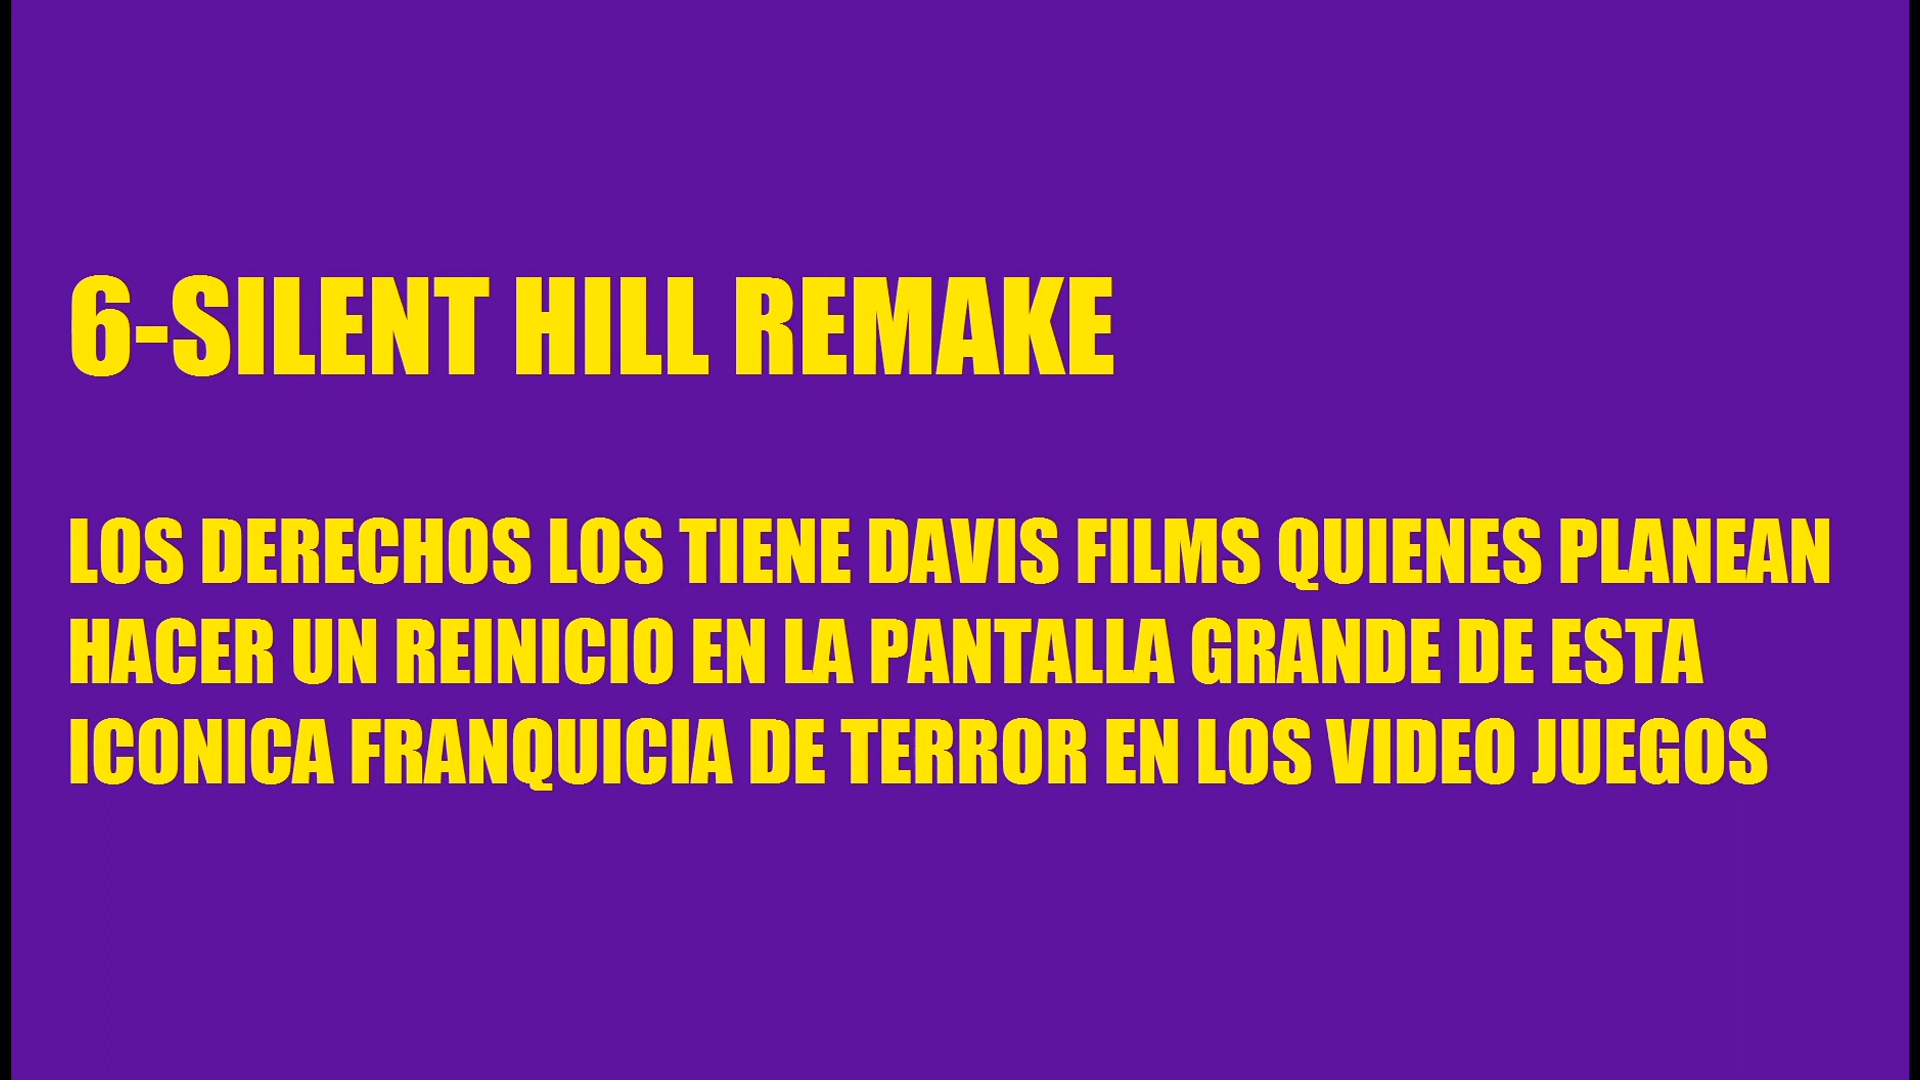 6-SILENT HILL REMAKE
LOS DERECHOS LOS TIENE DAVIS FILMS QUIENES PLANEAN
HACER UN REINICIO EN LA PANTALLA GRANDE DE ESTA
ICONICA FRANQUICIA DE TERROR EN LOS VIDEO JUEGOS